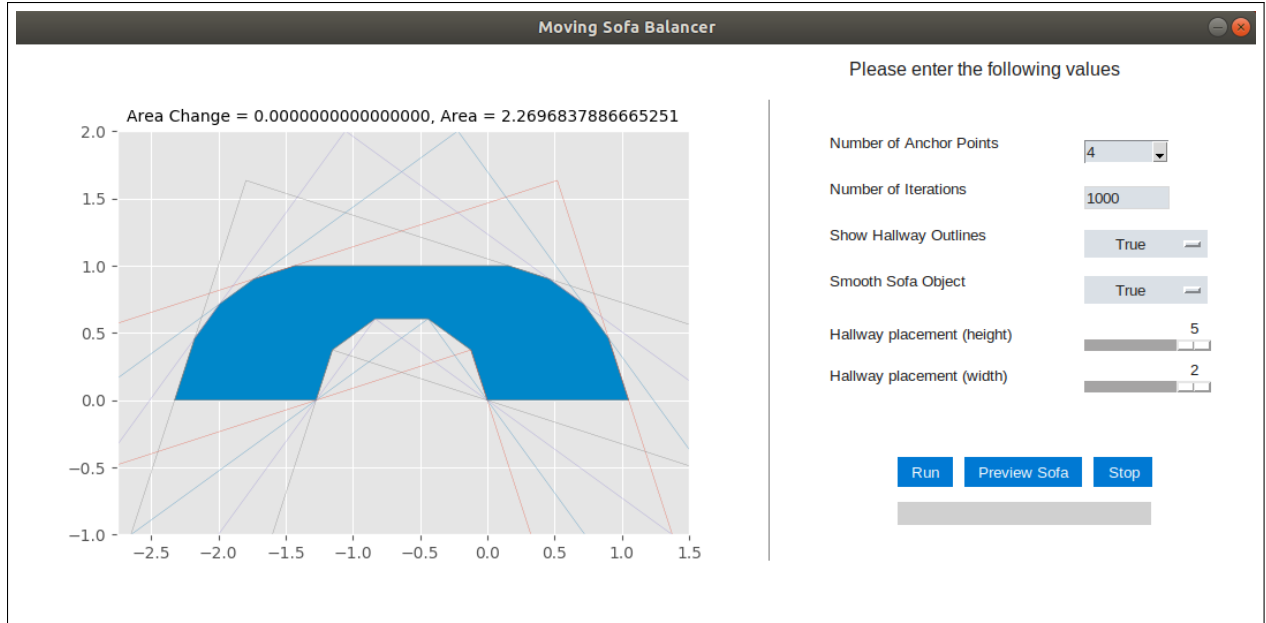 Moving Sofa Balancer
Please enter the following values
Area Change = 0.0000000000000000, Area = 2.2696837886665251
2.0
1.5
1.0
0.5
0.0
−0.5
−1.0
−2.5 −2.0 −1.5 −1.0 −0.5 0.0 0.5 1.0 1.5
Number of Anchor Points 4
Number of Iterations 1000
Show Hallway Outlines True
Smooth Sofa Object True
Hallway placement (height) 5
Hallway placement (width) 2
Run Preview Sofa Stop